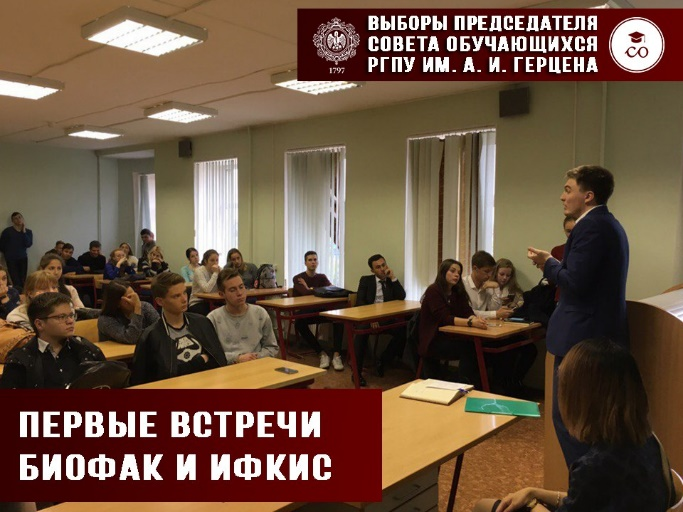 1797
ВЫБОРЫ ПРЕДСЕДАТЕЛЯ
СОВЕТА ОБУЧАЮЩИХСЯ
РГПУ ИМ. А. И. ГЕРЦЕНА
СО
ПЕРВЫЕ ВСТРЕЧИ
БИОФАК И ИФКИС